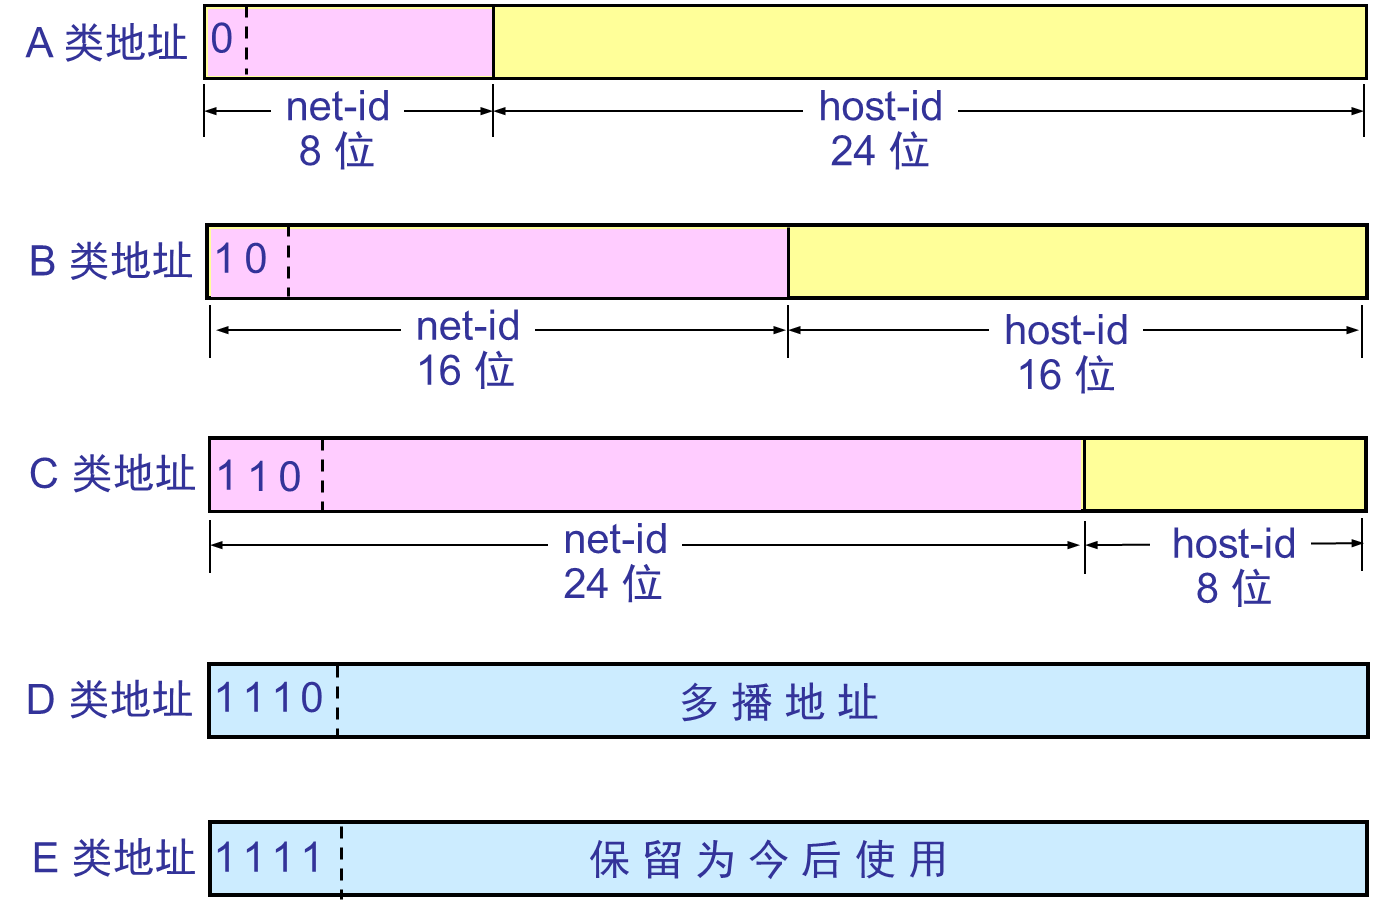 A 类地址
0
net-id
8 位
host-id
24 位
B 类地址
1 0
net-id
16 位
host-id
16 位
C 类地址
1 1 0
net-id
24 位
host-id
8 位
D 类地址
1 1 1 0
多 播 地 址
E 类地址
1 1 1 1
保 留 为 今 后 使 用